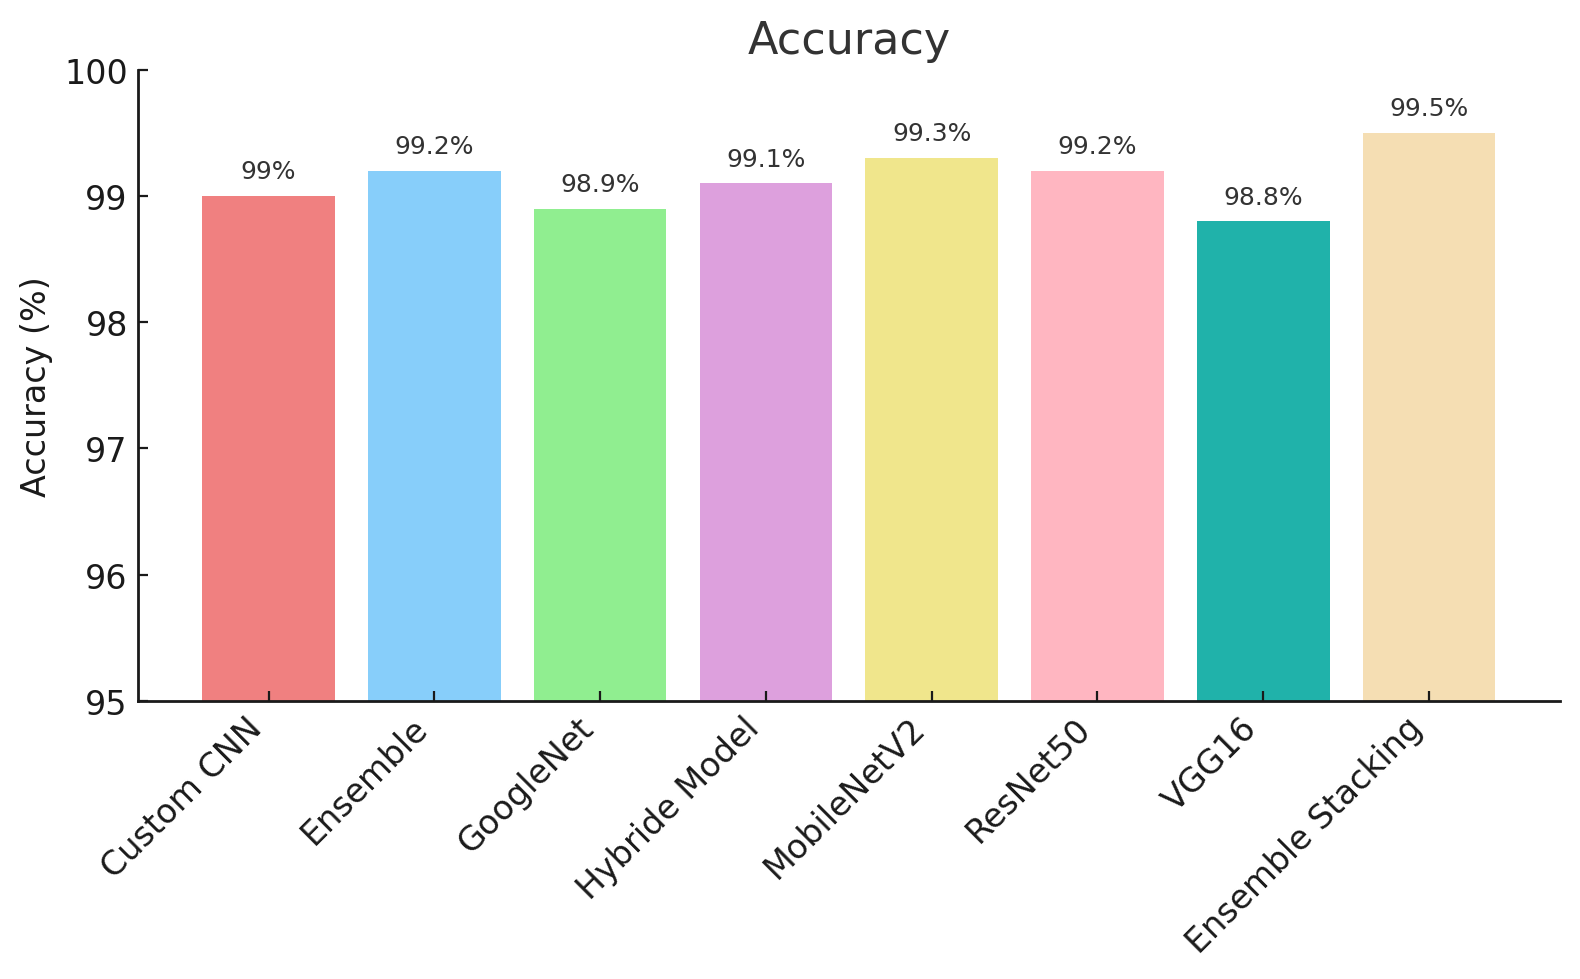 Accuracy
100
99
98
97
96
95
Accuracy (%)
99%
99.2%
98.9%
99.1%
99.3%
99.2%
98.8%
99.5%
Custom CNN
Ensemble
GoogleNet
Hybride Model
MobileNetV2
ResNet50
VGG16
Ensemble Stacking